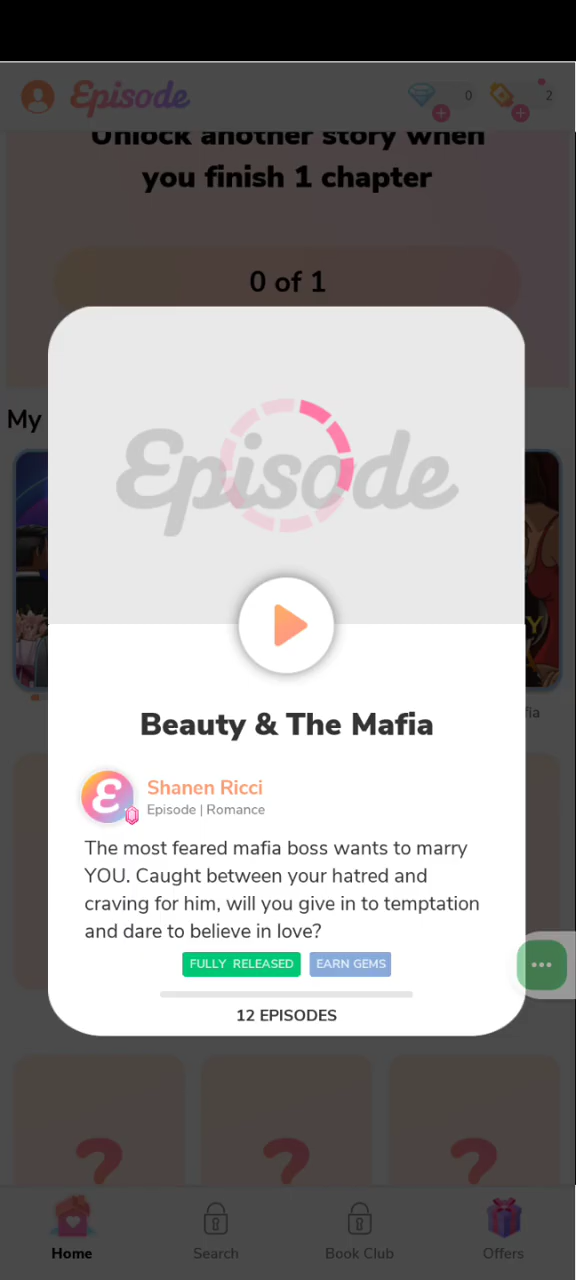 Episode
0
2
Unlock another story when
you finish 1 chapter
0 of 1
My
Episode
Beauty & The Mafia
Shanen Ricci
Episode | Romance
The most feared mafia boss wants to marry
YOU. Caught between your hatred and
craving for him, will you give in to temptation
and dare to believe in love?
FULLY RELEASED
EARN GEMS
12 EPISODES
? ? ?
Home
Search
Book Club
Offers